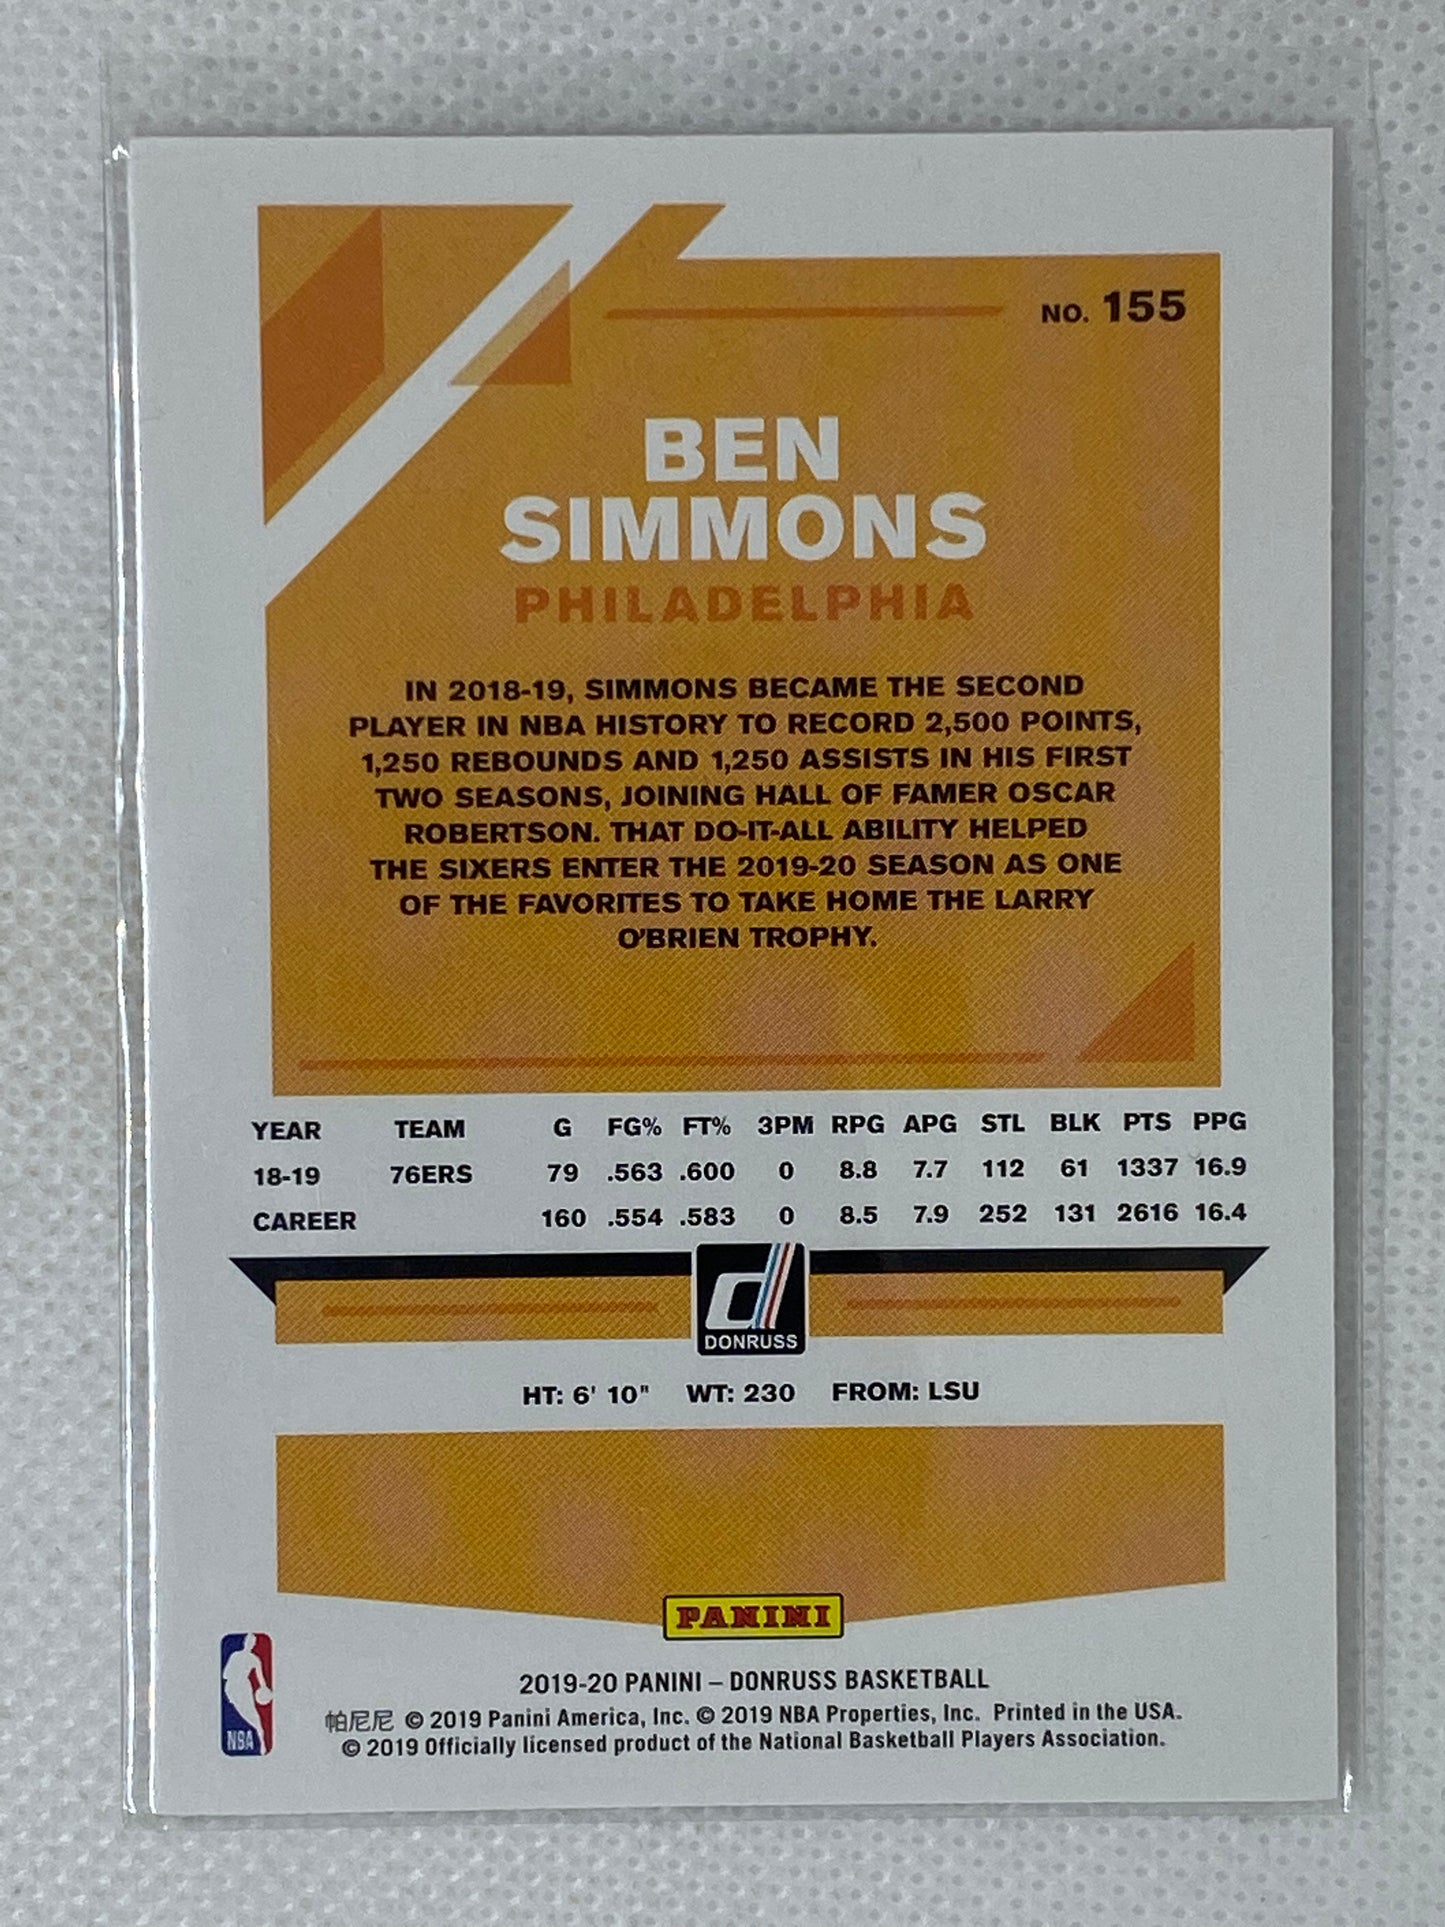 NO. 155
BEN
SIMMONS
PHILADELPHIA
IN 2018-19, SIMMONS BECAME THE SECOND
PLAYER IN NBA HISTORY TO RECORD 2,500 POINTS,
1,250 REBOUNDS AND 1,250 ASSISTS IN HIS FIRST
TWO SEASONS, JOINING HALL OF FAMER OSCAR
ROBERTSON. THAT DO-IT-ALL ABILITY HELPED
THE SIXERS ENTER THE 2019-20 SEASON AS ONE
OF THE FAVORITES TO TAKE HOME THE LARRY
O'BRIEN TROPHY.
YEAR TEAM G FG% FT% 3PM RPG APG STL BLK PTS PPG
18-19 76ERS 79 .563 .600 0 8.8 7.7 112 61 1337 16.9
CAREER 160 .554 .583 0 8.5 7.9 252 131 2616 16.4
DONRUSS
HT: 6' 10" WT: 230 FROM: LSU
PANINI
2019-20 PANINI – DONRUSS BASKETBALL
帕尼尼 © 2019 Panini America, Inc. © 2019 NBA Properties, Inc. Printed in the USA.
© 2019 Officially licensed product of the National Basketball Players Association.
NBA